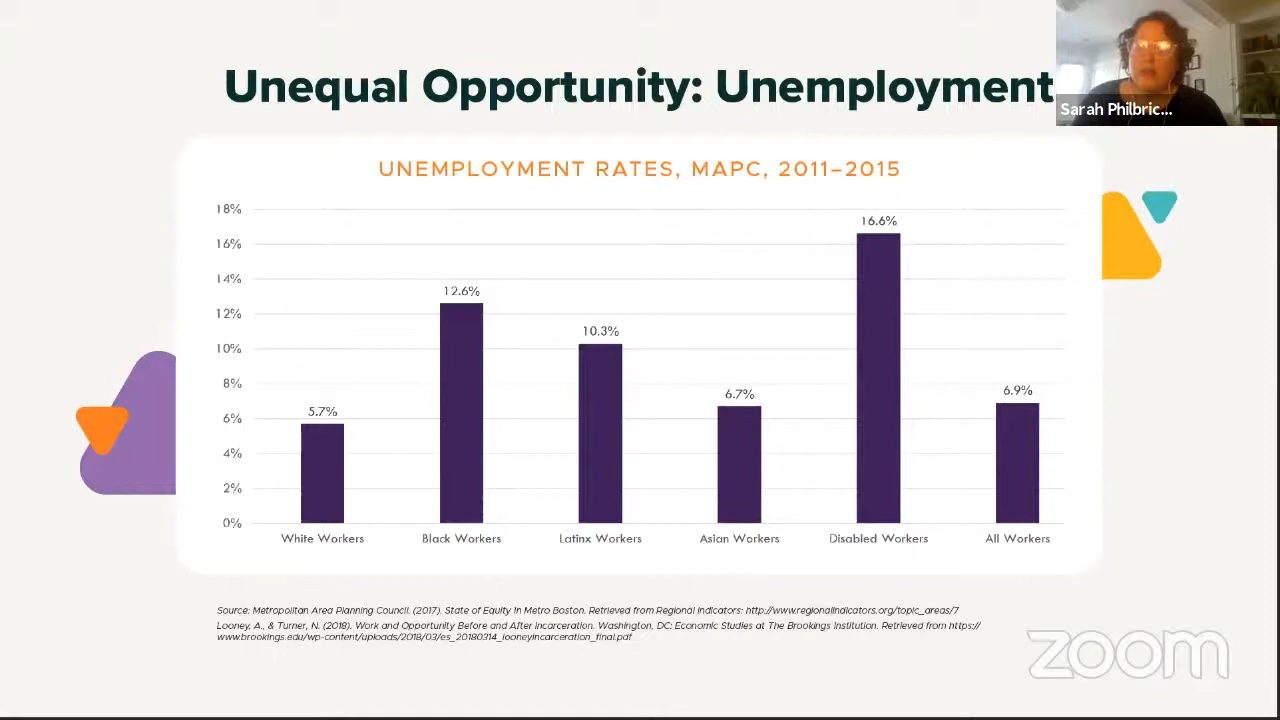 Unequal Opportunity: Unemployment
Sarah Philbric...
UNEMPLOYMENT RATES, MAPC, 2011–2015
18%
16%
14%
12%
10%
8%
6%
4%
2%
0%
5.7%
12.6%
10.3%
6.7%
16.6%
6.9%
White Workers
Black Workers
Latinx Workers
Asian Workers
Disabled Workers
All Workers
Source: Metropolitan Area Planning Council. (2017). State of Equity in Metro Boston. Retrieved from Regional Indicators: http://www.regionalindicators.org/topic_areas/7
Looney, A., & Turner, N. (2018). Work and Opportunity Before and After Incarceration. Washington, DC: Economic Studies at The Brookings Institution. Retrieved from https://
www.brookings.edu/wp-content/uploads/2018/03/es_20180314_looneyincarceration_final.pdf
zoom